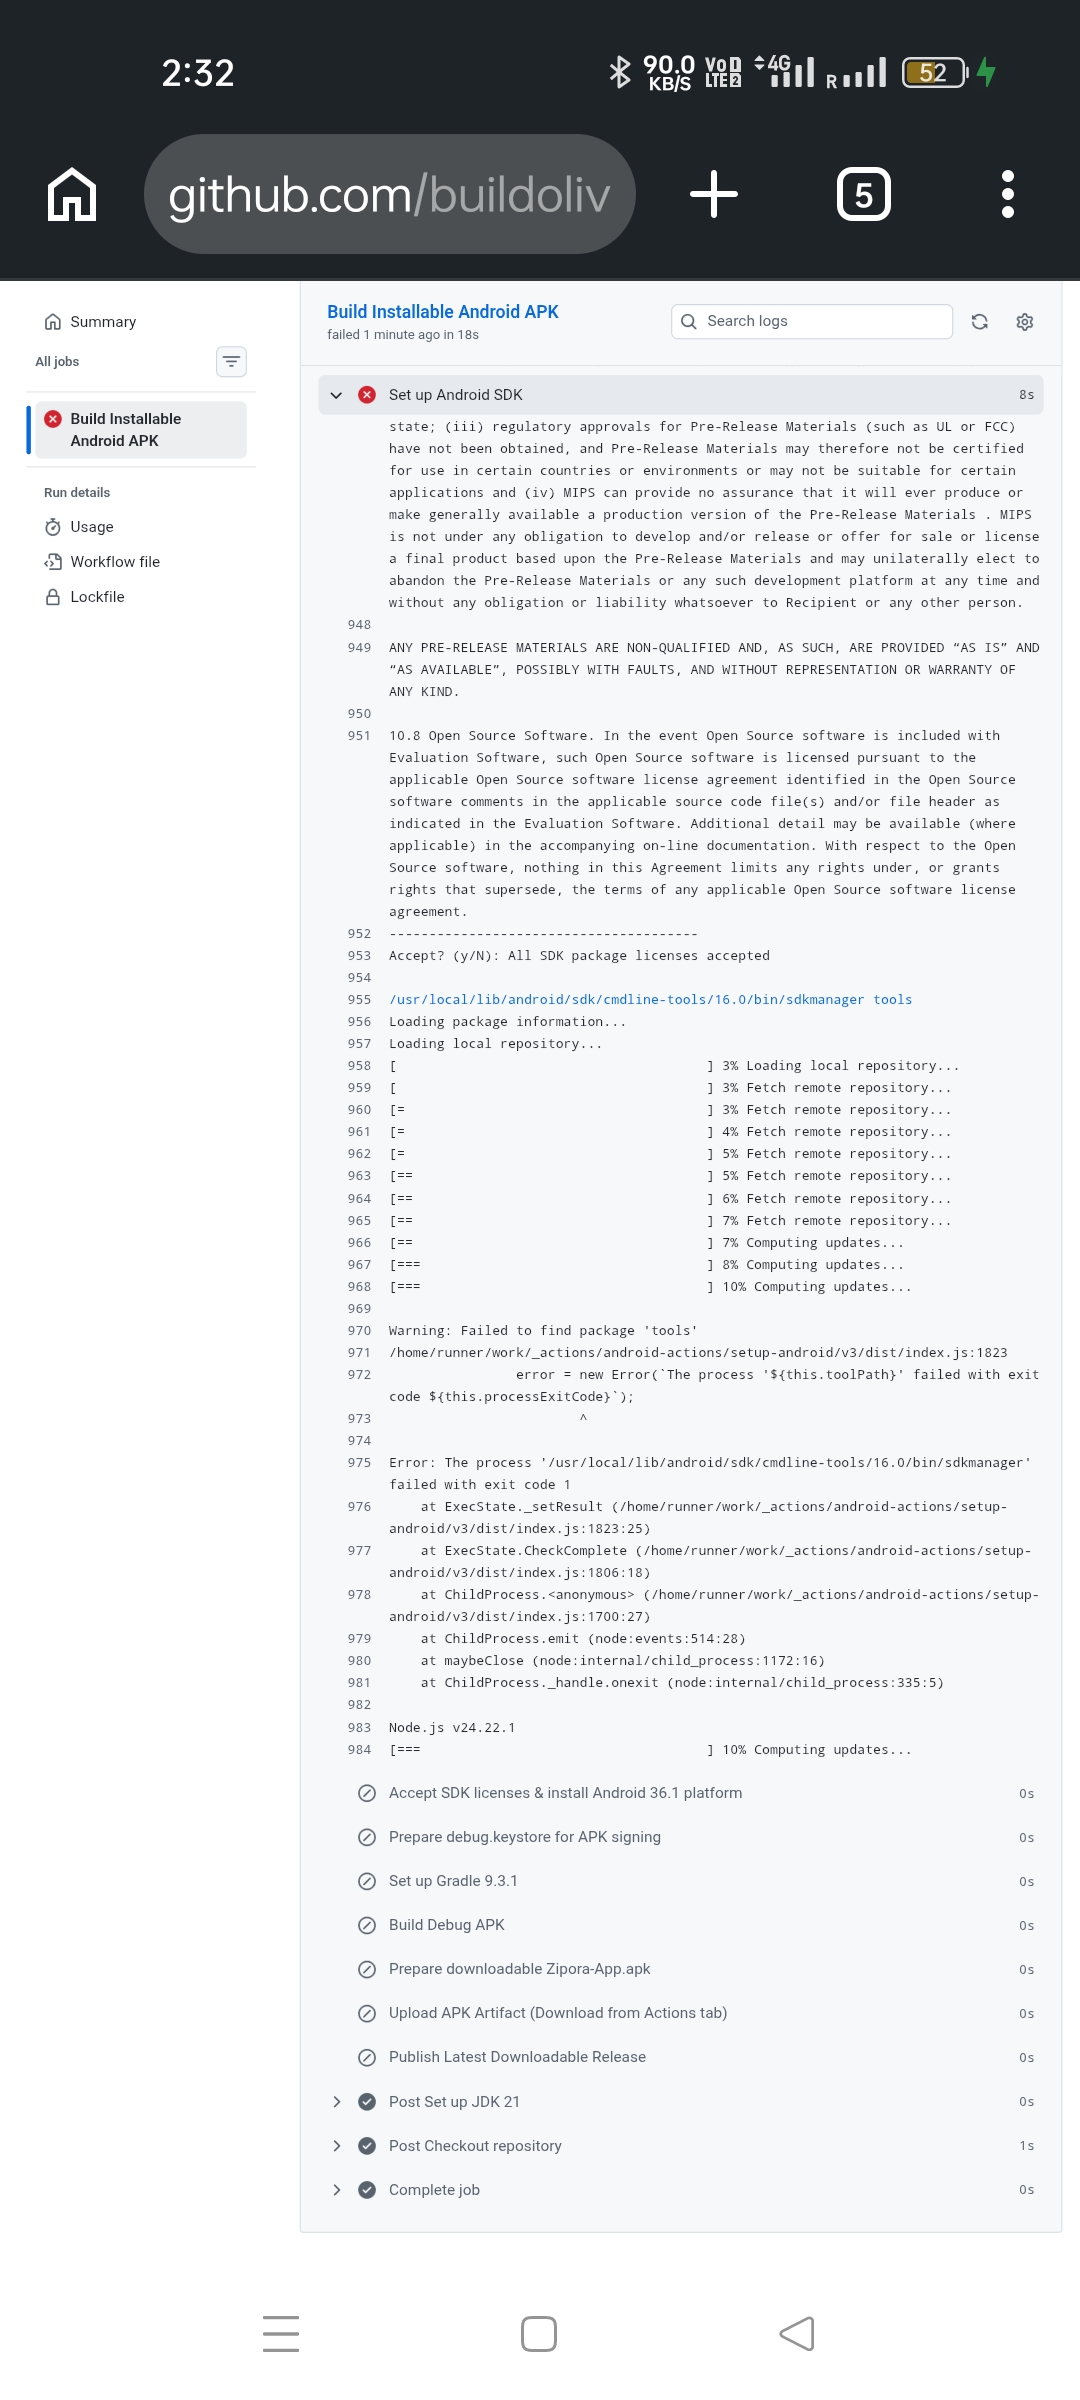 2:32
90.0 KB/S
Vo 1 LTE 2
4G
R
52
github.com/buildoliv
5
Summary
All jobs
Build Installable
Android APK
Run details
Usage
Workflow file
Lockfile
Build Installable Android APK
failed 1 minute ago in 18s
Search logs
Set up Android SDK 8s
state; (iii) regulatory approvals for Pre-Release Materials (such as UL or FCC)
have not been obtained, and Pre-Release Materials may therefore not be certified
for use in certain countries or environments or may not be suitable for certain
applications and (iv) MIPS can provide no assurance that it will ever produce or
make generally available a production version of the Pre-Release Materials . MIPS
is not under any obligation to develop and/or release or offer for sale or license
a final product based upon the Pre-Release Materials and may unilaterally elect to
abandon the Pre-Release Materials or any such development platform at any time and
without any obligation or liability whatsoever to Recipient or any other person.
948
949 ANY PRE-RELEASE MATERIALS ARE NON-QUALIFIED AND, AS SUCH, ARE PROVIDED “AS IS” AND
“AS AVAILABLE”, POSSIBLY WITH FAULTS, AND WITHOUT REPRESENTATION OR WARRANTY OF
ANY KIND.
950
951 10.8 Open Source Software. In the event Open Source software is included with
Evaluation Software, such Open Source software is licensed pursuant to the
applicable Open Source software license agreement identified in the Open Source
software comments in the applicable source code file(s) and/or file header as
indicated in the Evaluation Software. Additional detail may be available (where
applicable) in the accompanying on-line documentation. With respect to the Open
Source software, nothing in this Agreement limits any rights under, or grants
rights that supersede, the terms of any applicable Open Source software license
agreement.
952 ---------------------------------------
953 Accept? (y/N): All SDK package licenses accepted
954
955 /usr/local/lib/android/sdk/cmdline-tools/16.0/bin/sdkmanager tools
956 Loading package information...
957 Loading local repository...
958 [                                       ] 3% Loading local repository...
959 [                                       ] 3% Fetch remote repository...
960 [=                                      ] 3% Fetch remote repository...
961 [=                                      ] 4% Fetch remote repository...
962 [=                                      ] 5% Fetch remote repository...
963 [==                                     ] 5% Fetch remote repository...
964 [==                                     ] 6% Fetch remote repository...
965 [==                                     ] 7% Fetch remote repository...
966 [==                                     ] 7% Computing updates...
967 [===                                    ] 8% Computing updates...
968 [===                                    ] 10% Computing updates...
969
970 Warning: Failed to find package 'tools'
971 /home/runner/work/_actions/android-actions/setup-android/v3/dist/index.js:1823
972                 error = new Error(`The process '${this.toolPath}' failed with exit
code ${this.processExitCode}`);
973                         ^
974
975 Error: The process '/usr/local/lib/android/sdk/cmdline-tools/16.0/bin/sdkmanager'
failed with exit code 1
976     at ExecState._setResult (/home/runner/work/_actions/android-actions/setup-
android/v3/dist/index.js:1823:25)
977     at ExecState.CheckComplete (/home/runner/work/_actions/android-actions/setup-
android/v3/dist/index.js:1806:18)
978     at ChildProcess.<anonymous> (/home/runner/work/_actions/android-actions/setup-
android/v3/dist/index.js:1700:27)
979     at ChildProcess.emit (node:events:514:28)
980     at maybeClose (node:internal/child_process:1172:16)
981     at ChildProcess._handle.onexit (node:internal/child_process:335:5)
982
983 Node.js v24.22.1
984 [===                                    ] 10% Computing updates...
Accept SDK licenses & install Android 36.1 platform 0s
Prepare debug.keystore for APK signing 0s
Set up Gradle 9.3.1 0s
Build Debug APK 0s
Prepare downloadable Zipora-App.apk 0s
Upload APK Artifact (Download from Actions tab) 0s
Publish Latest Downloadable Release 0s
Post Set up JDK 21 0s
Post Checkout repository 1s
Complete job 0s